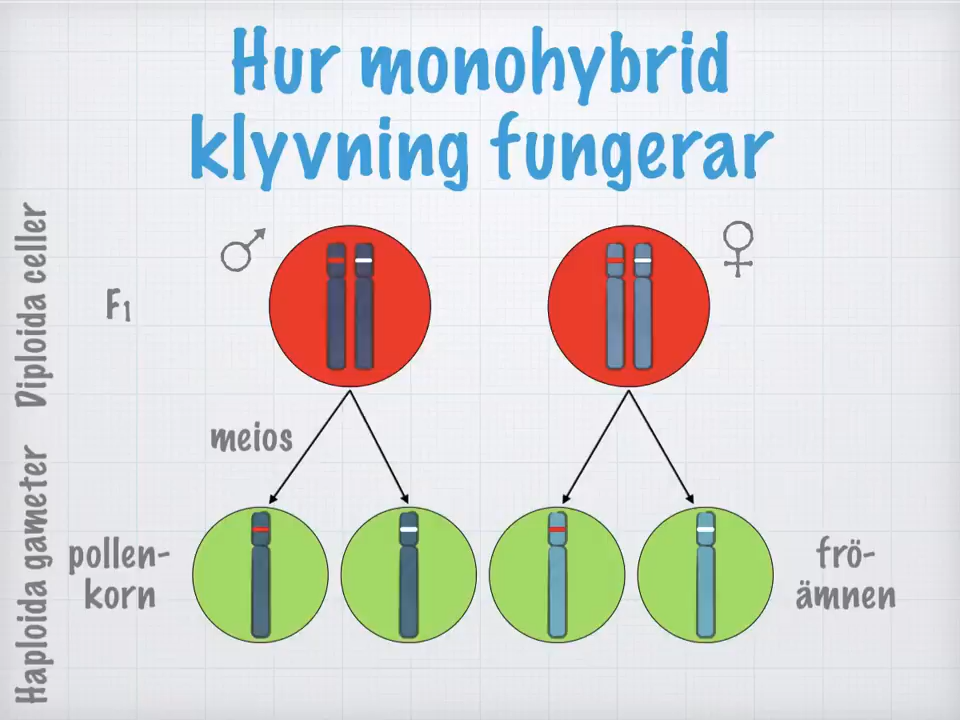 Hur monohybrid
klyvning fungerar
Diploida celler
♂
♀
F₁
meios
Haploida gameter
pollen-
korn
frö-
ämnen